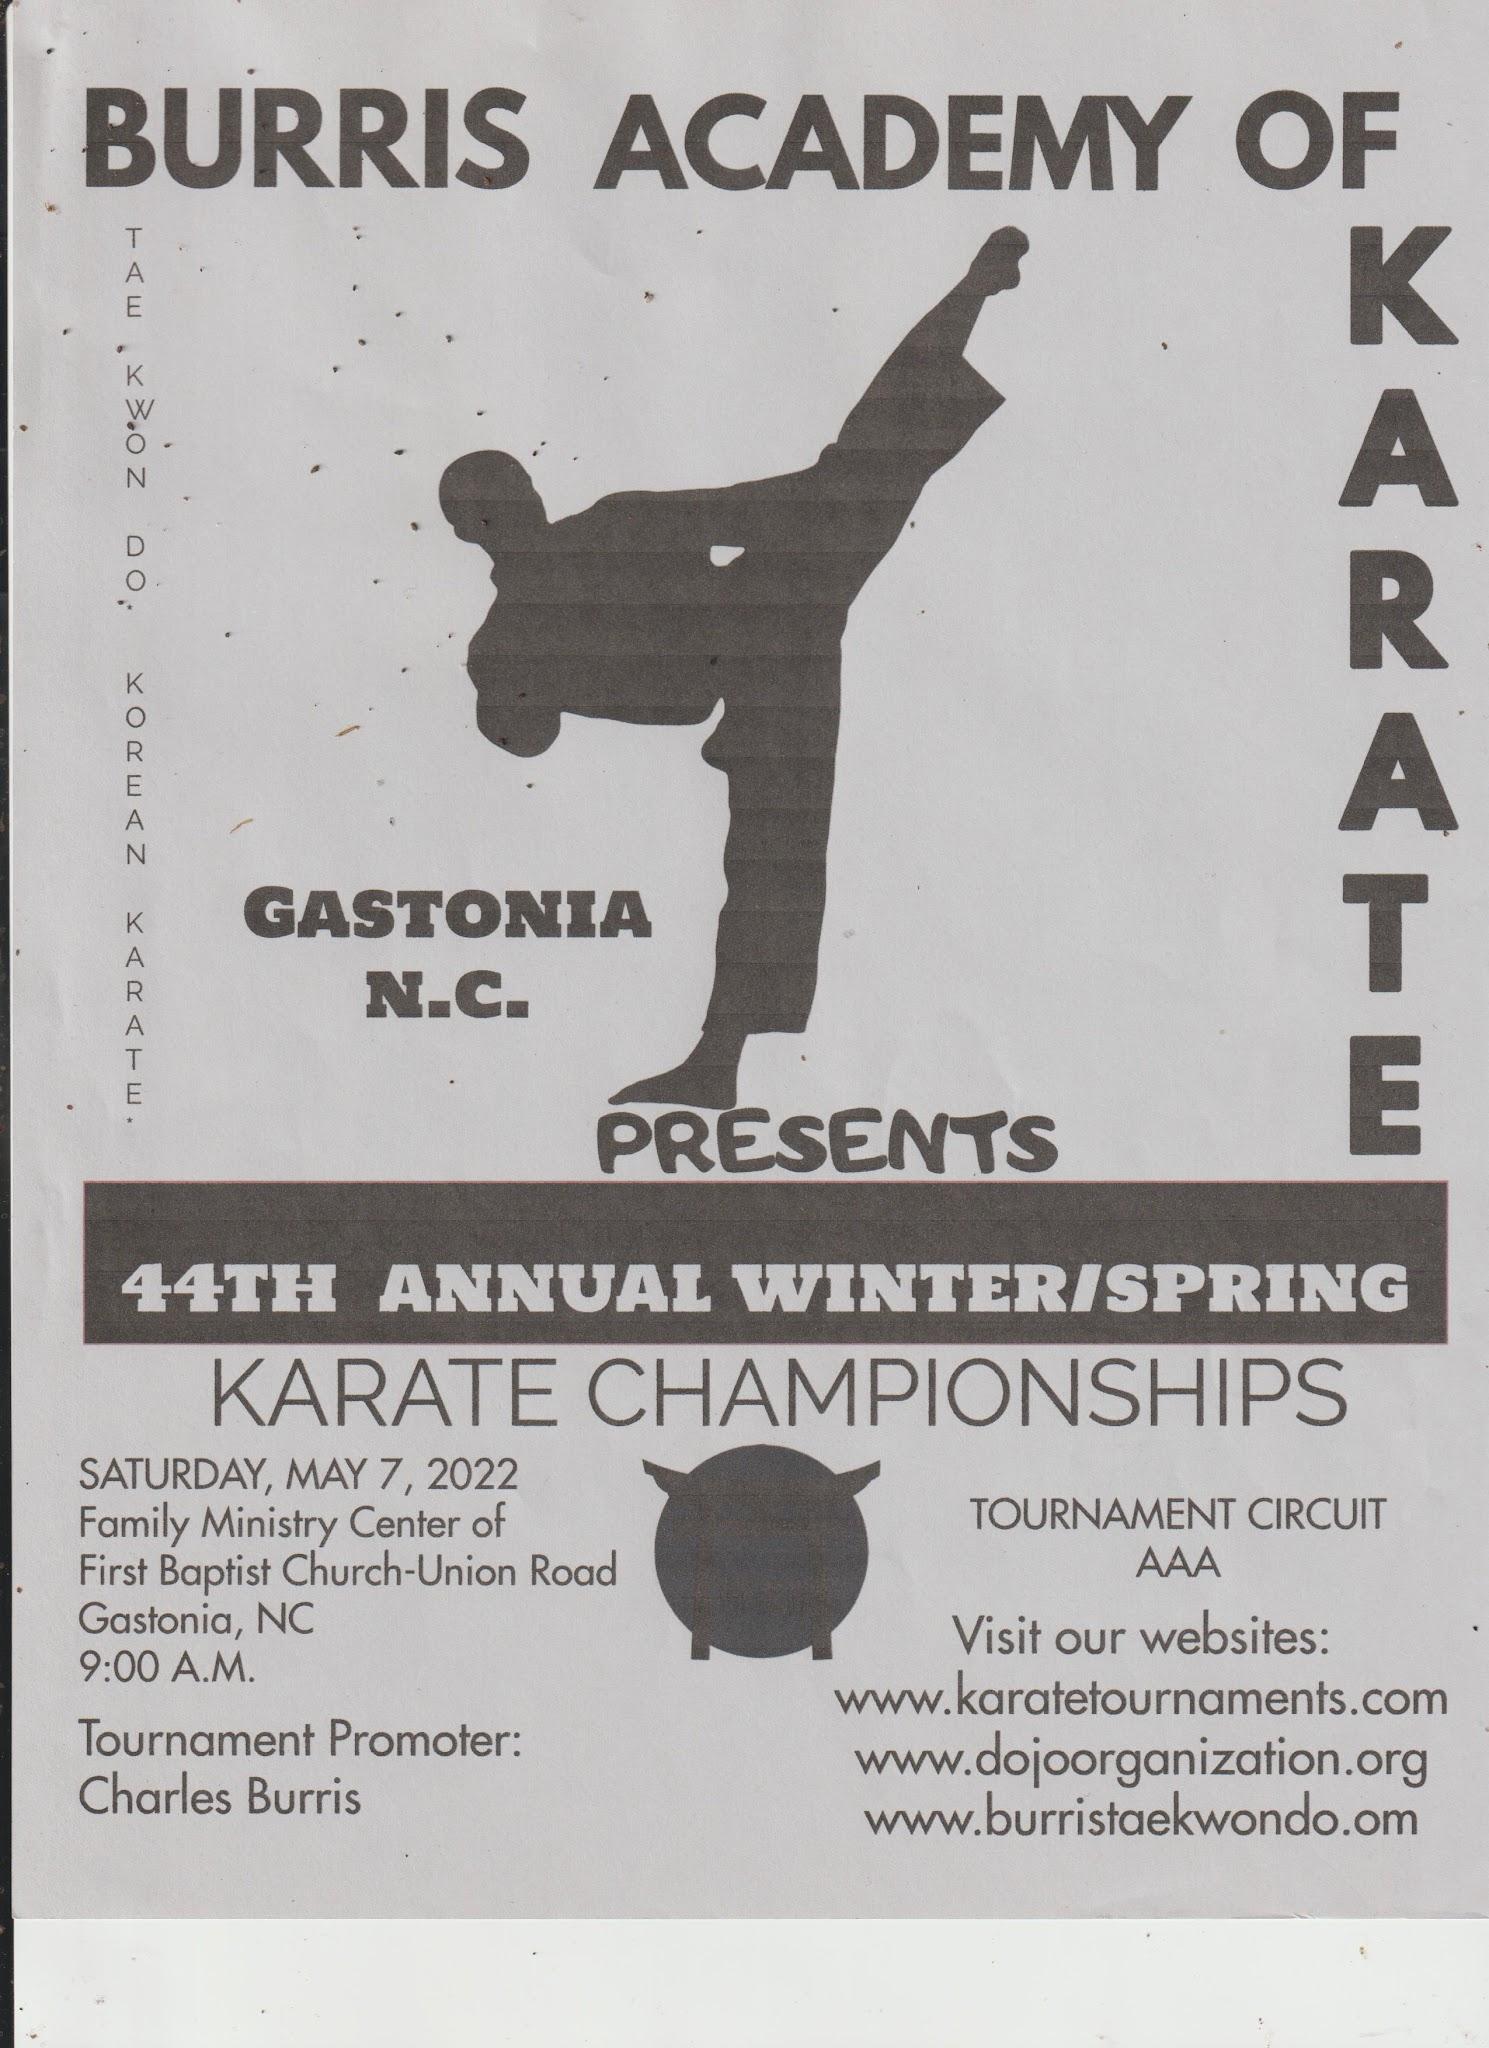 BURRIS ACADEMY OF
KARATE
TAE KWON DO* KOREAN KARATE*
GASTONIA
N.C.
PRESENTS
44TH ANNUAL WINTER/SPRING
KARATE CHAMPIONSHIPS
SATURDAY, MAY 7, 2022
Family Ministry Center of
First Baptist Church-Union Road
Gastonia, NC
9:00 A.M.
Tournament Promoter:
Charles Burris
TOURNAMENT CIRCUIT
AAA
Visit our websites:
www.karatetournaments.com
www.dojoorganization.org
www.burristaekwondo.om